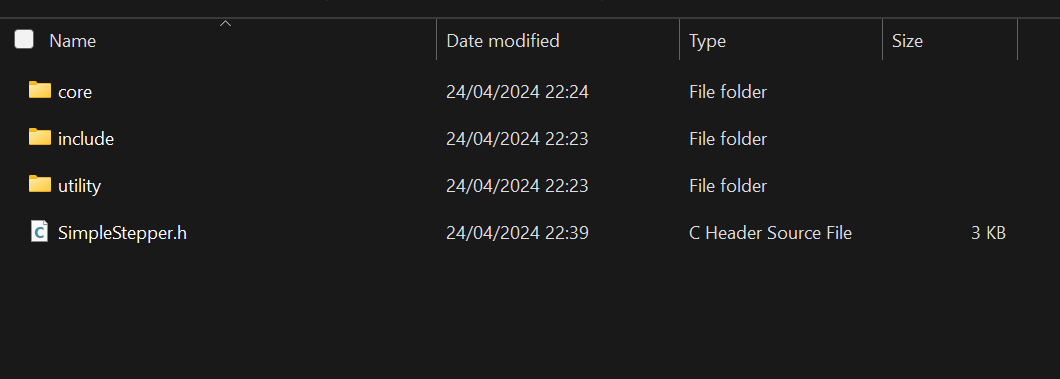 Name Date modified Type Size
core 24/04/2024 22:24 File folder
include 24/04/2024 22:23 File folder
utility 24/04/2024 22:23 File folder
C SimpleStepper.h 24/04/2024 22:39 C Header Source File 3 KB